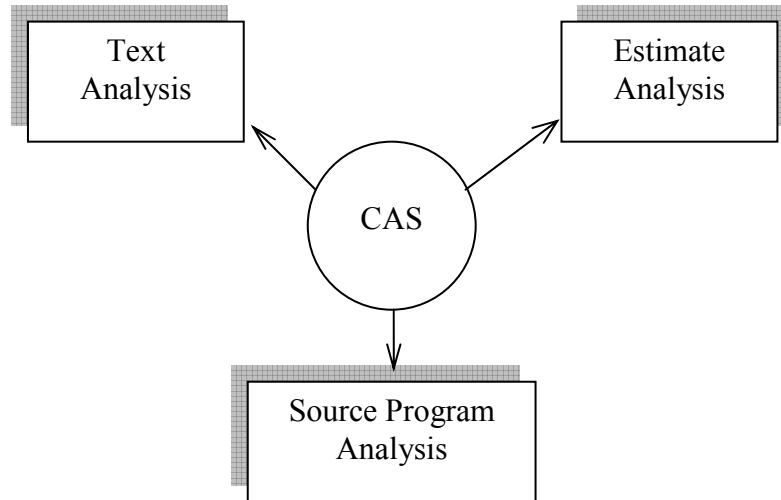 Text
Analysis
Estimate
Analysis
CAS
Source Program
Analysis